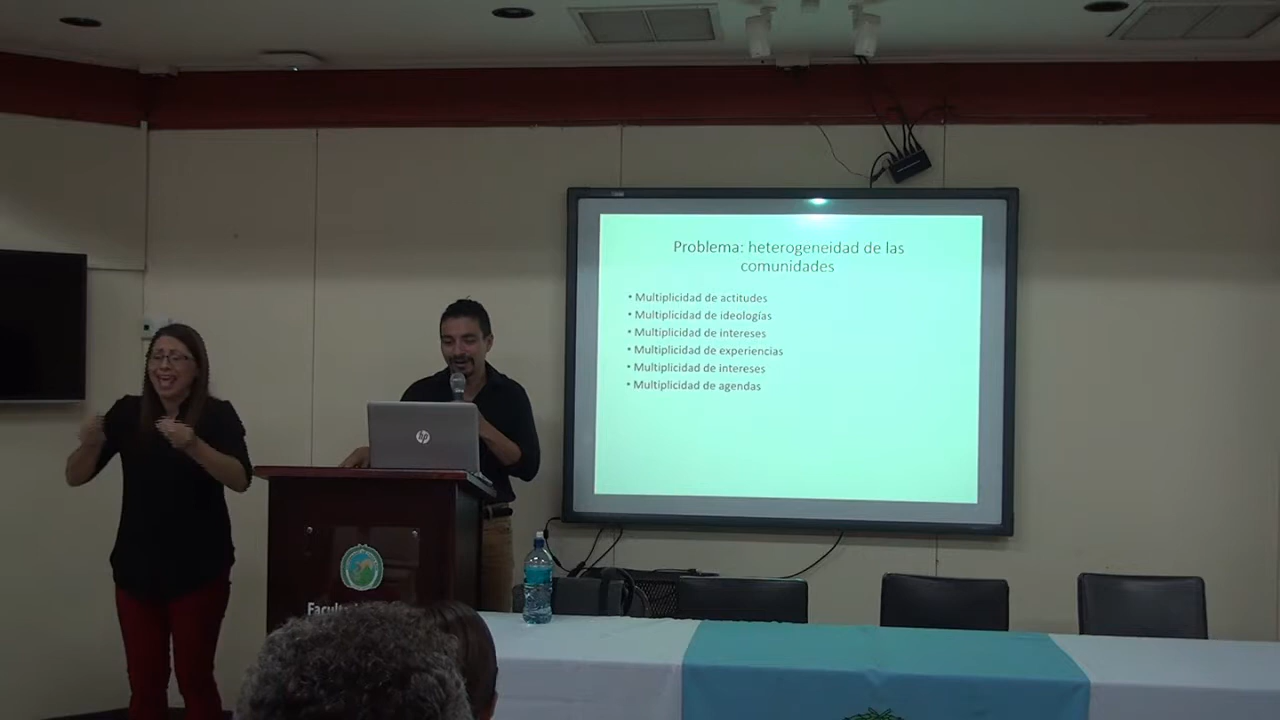 Problema: heterogeneidad de las
comunidades
• Multiplicidad de actitudes
• Multiplicidad de ideologías
• Multiplicidad de intereses
• Multiplicidad de experiencias
• Multiplicidad de intereses
• Multiplicidad de agendas
hp